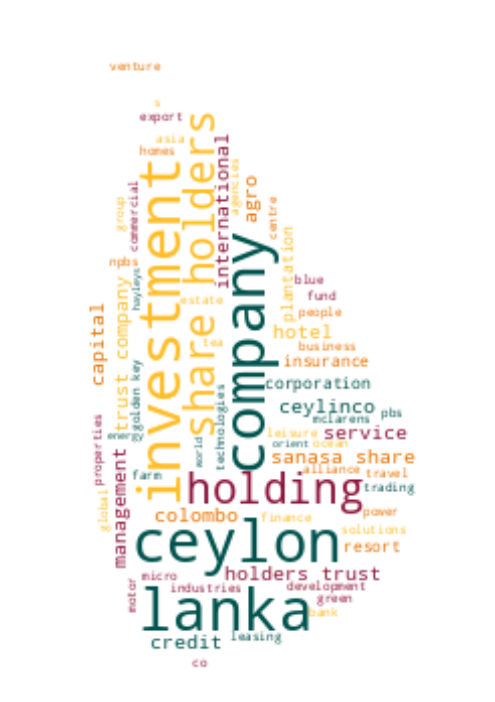 venture
s
export
asia
homes
international
share holders
investment
agencies
agro
commercial
group
centre
company
plantation
npbs
hayleys
blue
fund
estate
people
capital
trust company
hotel
tea
business
insurance
golden key
corporation
technologies
ceylinco
pbs
mclarens
properties
energy
world
leisure
service
orient
ocean
sanasa share
management
farm
alliance
travel
holding
trading
global
colombo
finance
power
ceylon
solutions
resort
micro
holders trust
motor
industries
development
green
lanka
bank
credit
leasing
co